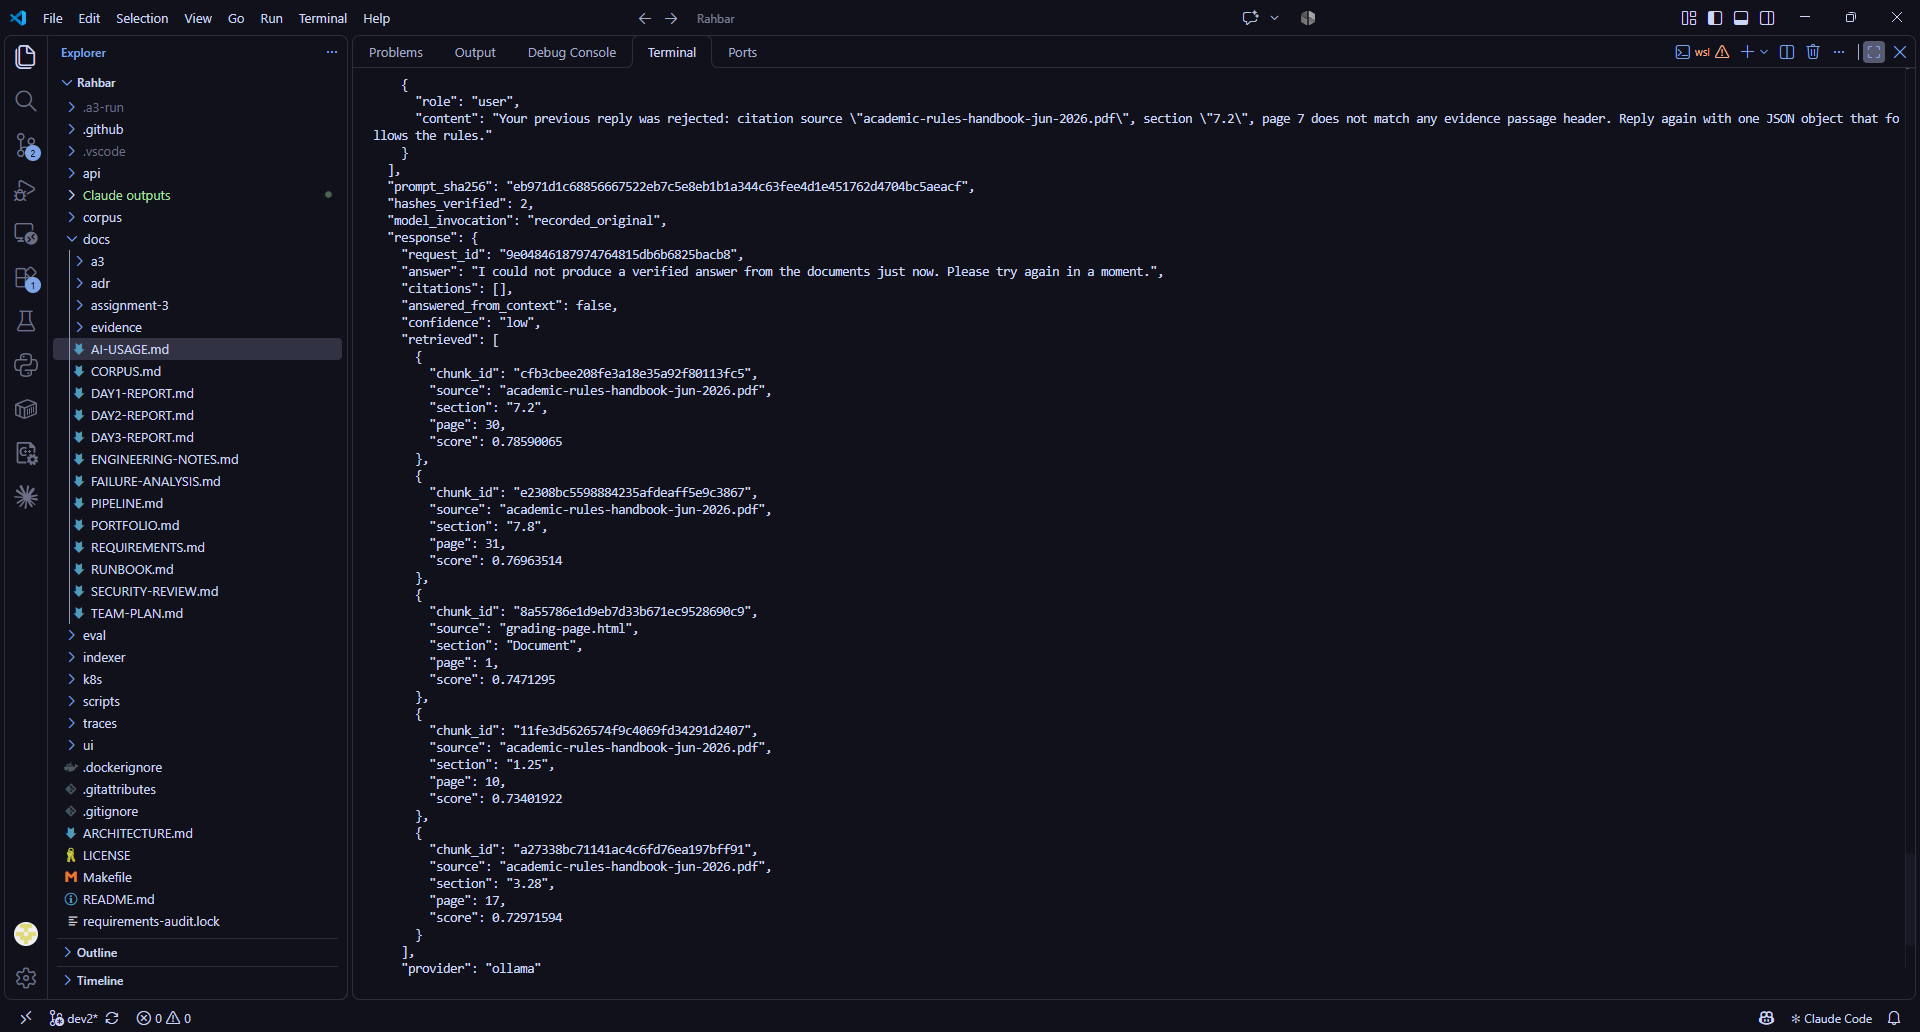 File Edit Selection View Go Run Terminal Help
Rahbar
Explorer
Rahbar
.a3-run
.github
.vscode
api
Claude outputs
corpus
docs
a3
adr
assignment-3
evidence
AI-USAGE.md
CORPUS.md
DAY1-REPORT.md
DAY2-REPORT.md
DAY3-REPORT.md
ENGINEERING-NOTES.md
FAILURE-ANALYSIS.md
PIPELINE.md
PORTFOLIO.md
REQUIREMENTS.md
RUNBOOK.md
SECURITY-REVIEW.md
TEAM-PLAN.md
eval
indexer
k8s
scripts
traces
ui
.dockerignore
.gitattributes
.gitignore
ARCHITECTURE.md
LICENSE
Makefile
README.md
requirements-audit.lock
Outline
Timeline
2
1
Problems Output Debug Console Terminal Ports
wsl
{
"role": "user",
"content": "Your previous reply was rejected: citation source \"academic-rules-handbook-jun-2026.pdf\", section \"7.2\", page 7 does not match any evidence passage header. Reply again with one JSON object that fo
llows the rules."
}
],
"prompt_sha256": "eb971d1c68856667522eb7c5e8eb1b1a344c63fee4d1e451762d4704bc5aeacf",
"hashes_verified": 2,
"model_invocation": "recorded_original",
"response": {
"request_id": "9e04846187974764815db6b6825bacb8",
"answer": "I could not produce a verified answer from the documents just now. Please try again in a moment.",
"citations": [],
"answered_from_context": false,
"confidence": "low",
"retrieved": [
{
"chunk_id": "cfb3cbee208fe3a18e35a92f80113fc5",
"source": "academic-rules-handbook-jun-2026.pdf",
"section": "7.2",
"page": 30,
"score": 0.78590065
},
{
"chunk_id": "e2308bc5598884235afdeaff5e9c3867",
"source": "academic-rules-handbook-jun-2026.pdf",
"section": "7.8",
"page": 31,
"score": 0.76963514
},
{
"chunk_id": "8a55786e1d9eb7d33b671ec9528690c9",
"source": "grading-page.html",
"section": "Document",
"page": 1,
"score": 0.7471295
},
{
"chunk_id": "11fe3d5626574f9c4069fd34291d2407",
"source": "academic-rules-handbook-jun-2026.pdf",
"section": "1.25",
"page": 10,
"score": 0.73401922
},
{
"chunk_id": "a27338bc71141ac4c6fd76ea197bff91",
"source": "academic-rules-handbook-jun-2026.pdf",
"section": "3.28",
"page": 17,
"score": 0.72971594
}
],
"provider": "ollama"
dev2* 0 0
Claude Code